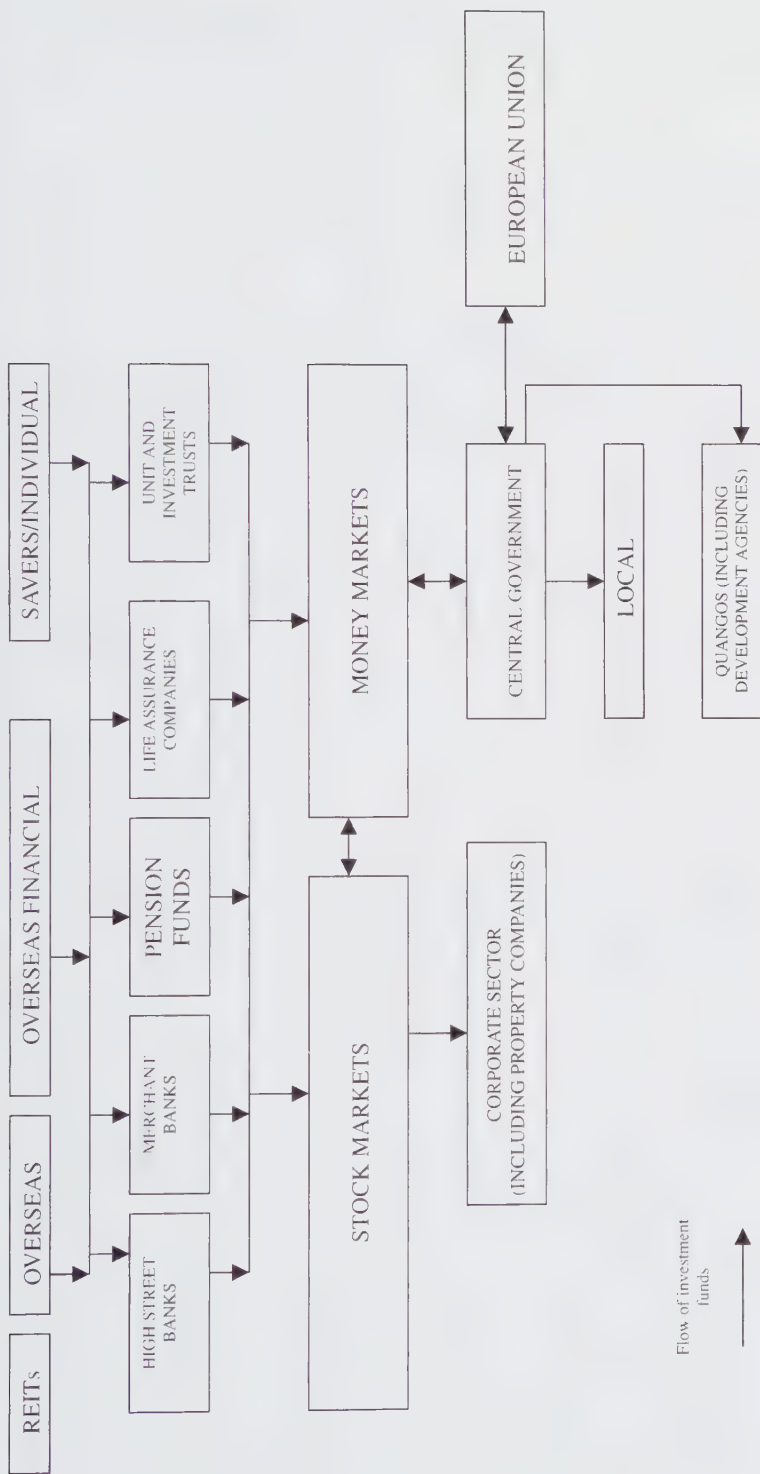 REITs
OVERSEAS
OVERSEAS FINANCIAL
SAVERS/INDIVIDUAL
HIGH STREET
BANKS
MERCHANT
BANKS
PENSION
FUNDS
LIFE ASSURANCE
COMPANIES
UNIT AND
INVESTMENT
TRUSTS
STOCK MARKETS
MONEY MARKETS
CORPORATE SECTOR
(INCLUDING PROPERTY COMPANIES)
CENTRAL GOVERNMENT
EUROPEAN UNION
LOCAL
QUANGOS (INCLUDING
DEVELOPMENT AGENCIES)
Flow of investment
funds